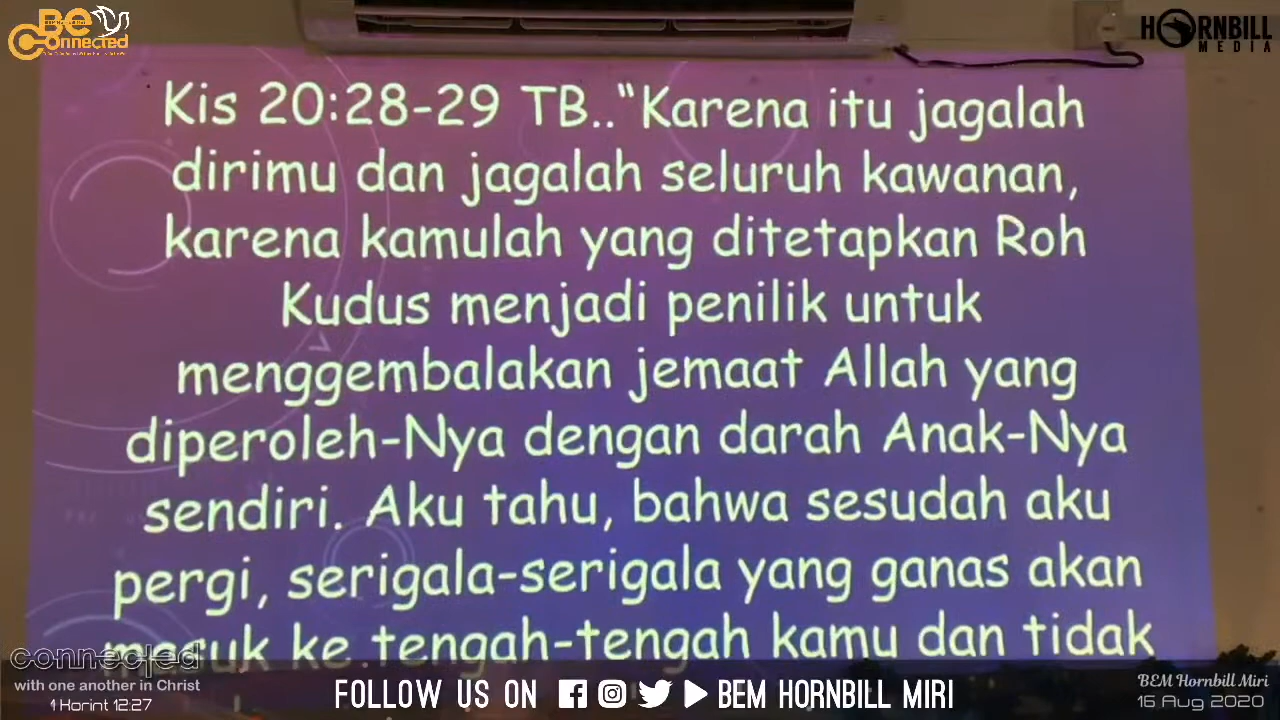 BE
Connected
HORNBILL
MEDIA
Kis 20:28-29 TB.."Karena itu jagalah
dirimu dan jagalah seluruh kawanan,
karena kamulah yang ditetapkan Roh
Kudus menjadi penilik untuk
menggembalakan jemaat Allah yang
diperoleh-Nya dengan darah Anak-Nya
sendiri. Aku tahu, bahwa sesudah aku
pergi, serigala-serigala yang ganas akan
masuk ke tengah-tengah kamu dan tidak
connected
with one another in Christ
1 Horint 12:27
FOLLOW US ON BEM HORNBILL MIRI
BEM Hornbill Miri
16 Aug 2020